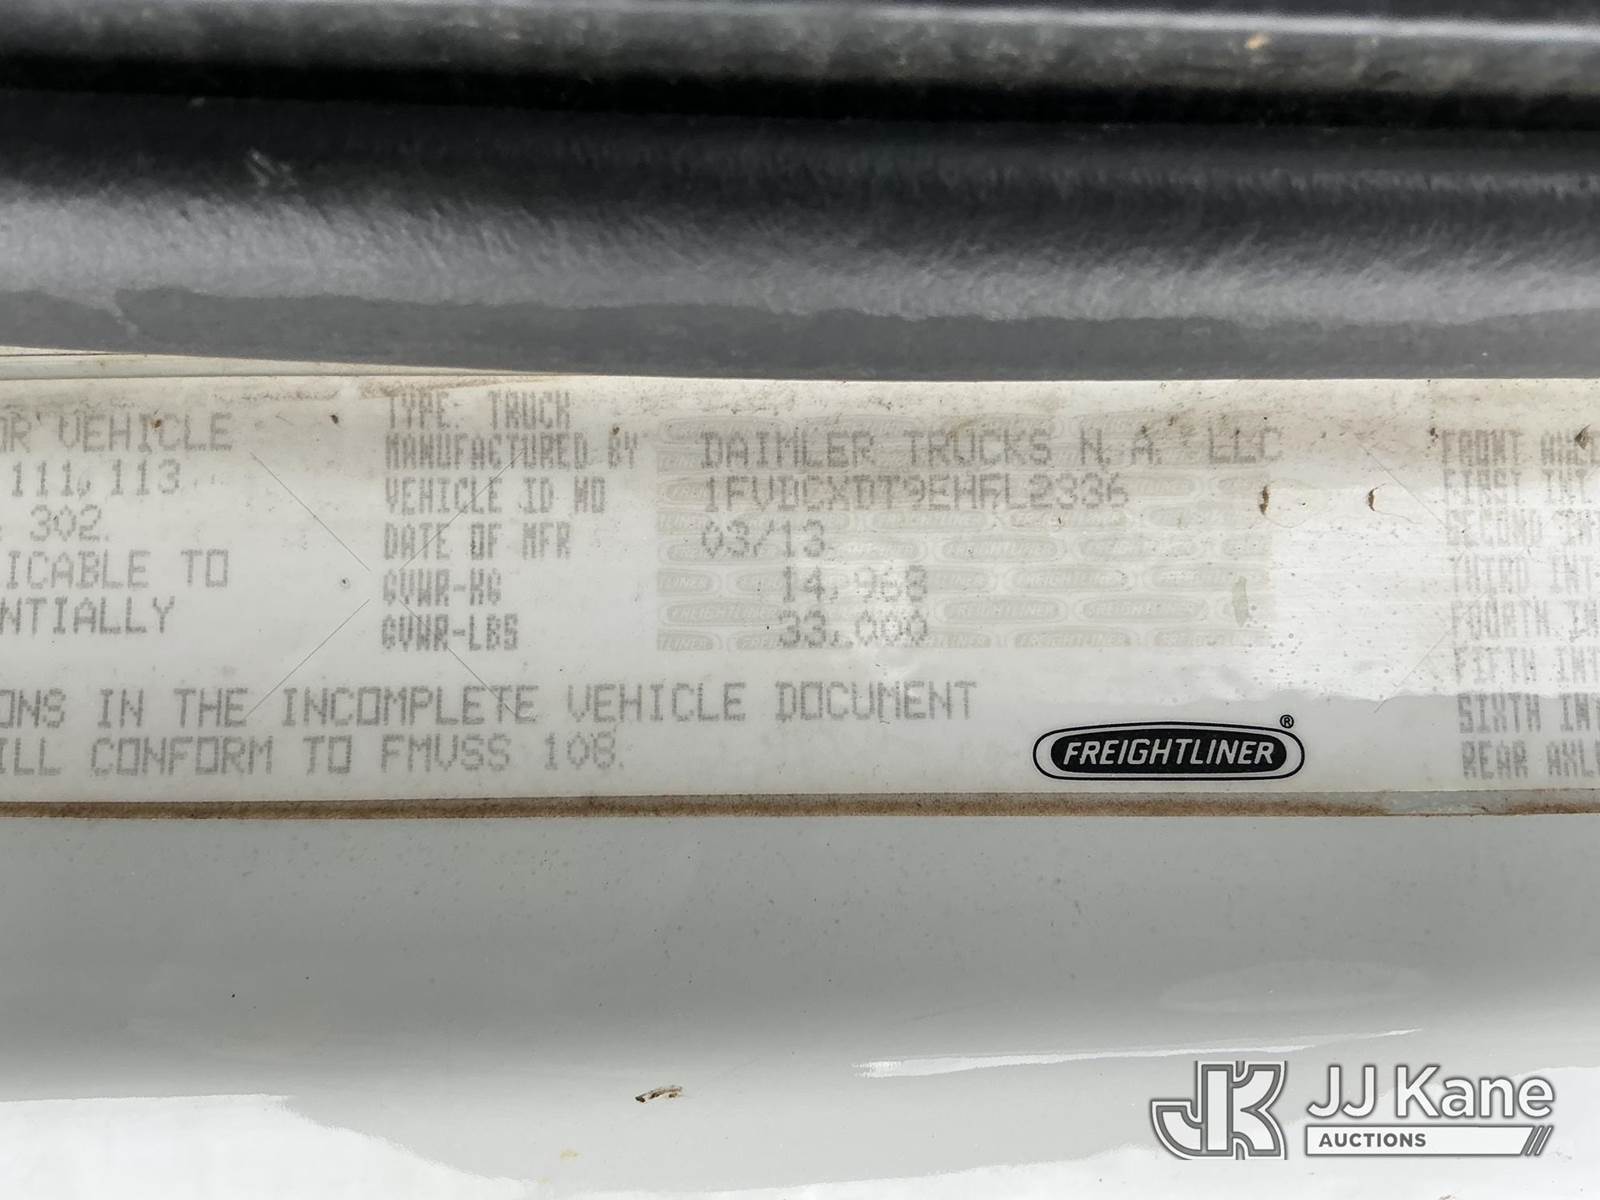 OR VEHICLE
111, 113
302.
ICABLE TO
NTIALLY
ONS IN THE INCOMPLETE VEHICLE DOCUMENT
ILL CONFORM TO FMVSS 108.
TYPE: TRUCK
MANUFACTURED BY DAIMLER TRUCKS N. A. LLC
VEHICLE ID NO 1FVDCXDT9EHFL2336
DATE OF MFR 03/13
GVWR-KG 14,968
GVWR-LBS 33,000
FREIGHTLINER®
FRONT AXLE
FIRST INT
SECOND INT
THIRD INT
FOURTH IN
FIFTH INT
SIXTH INT
REAR AXL
JJ Kane
AUCTIONS